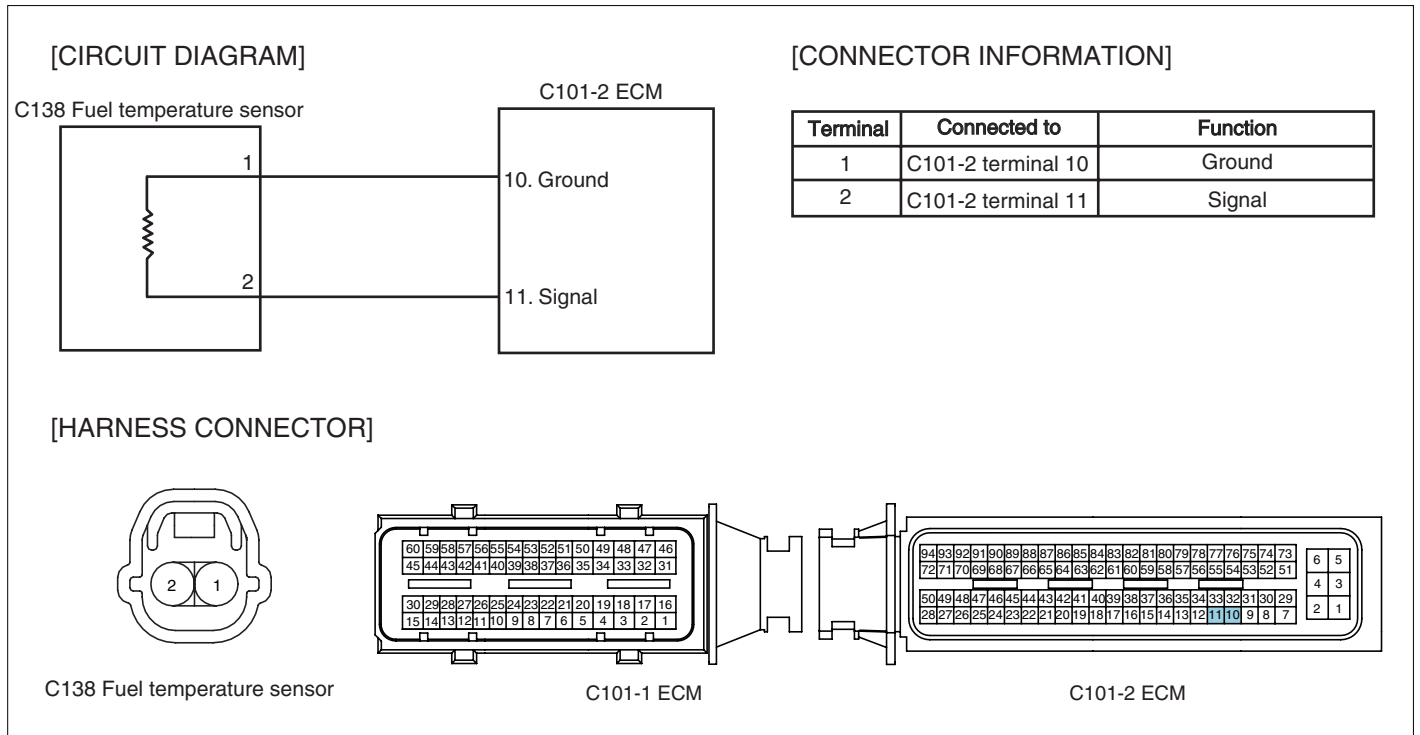 [CIRCUIT DIAGRAM]
C138 Fuel temperature sensor
C101-2 ECM
1
10. Ground
2
11. Signal
[CONNECTOR INFORMATION]
Terminal Connected to Function
1 C101-2 terminal 10 Ground
2 C101-2 terminal 11 Signal
[HARNESS CONNECTOR]
2 1
C138 Fuel temperature sensor
60 59 58 57 56 55 54 53 52 51 50 49 48 47 46
45 44 43 42 41 40 39 38 37 36 35 34 33 32 31
30 29 28 27 26 25 24 23 22 21 20 19 18 17 16
15 14 13 12 11 10 9 8 7 6 5 4 3 2 1
C101-1 ECM
94 93 92 91 90 89 88 87 86 85 84 83 82 81 80 79 78 77 76 75 74 73
72 71 70 69 68 67 66 65 64 63 62 61 60 59 58 57 56 55 54 53 52 51
50 49 48 47 46 45 44 43 42 41 40 39 38 37 36 35 34 33 32 31 30 29
28 27 26 25 24 23 22 21 20 19 18 17 16 15 14 13 12 11 10 9 8 7
6 5
4 3
2 1
C101-2 ECM